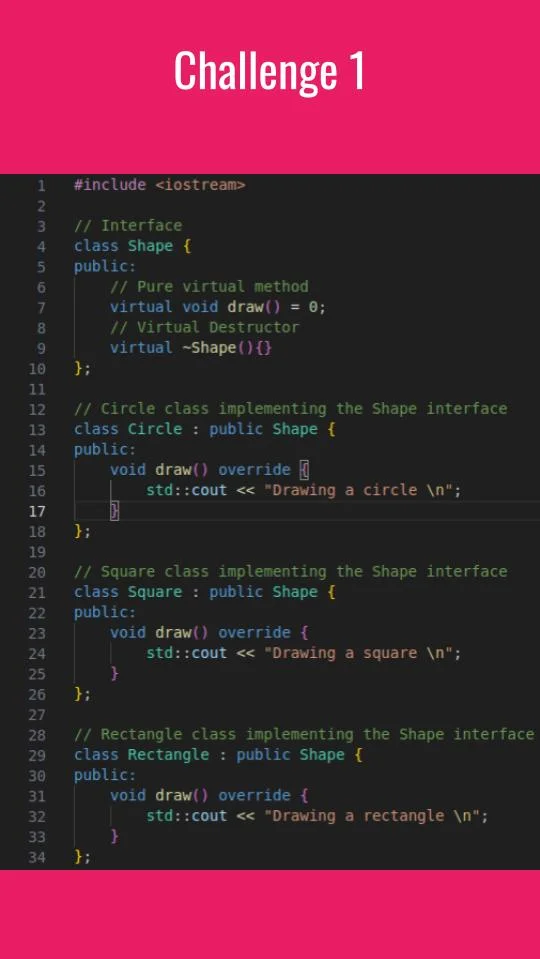 Challenge 1
1 #include <iostream>
2
3 // Interface
4 class Shape {
5 public:
6     // Pure virtual method
7     virtual void draw() = 0;
8     // Virtual Destructor
9     virtual ~Shape(){}
10 };
11
12 // Circle class implementing the Shape interface
13 class Circle : public Shape {
14 public:
15     void draw() override {
16         std::cout << "Drawing a circle \n";
17     }
18 };
19
20 // Square class implementing the Shape interface
21 class Square : public Shape {
22 public:
23     void draw() override {
24         std::cout << "Drawing a square \n";
25     }
26 };
27
28 // Rectangle class implementing the Shape interface
29 class Rectangle : public Shape {
30 public:
31     void draw() override {
32         std::cout << "Drawing a rectangle \n";
33     }
34 };